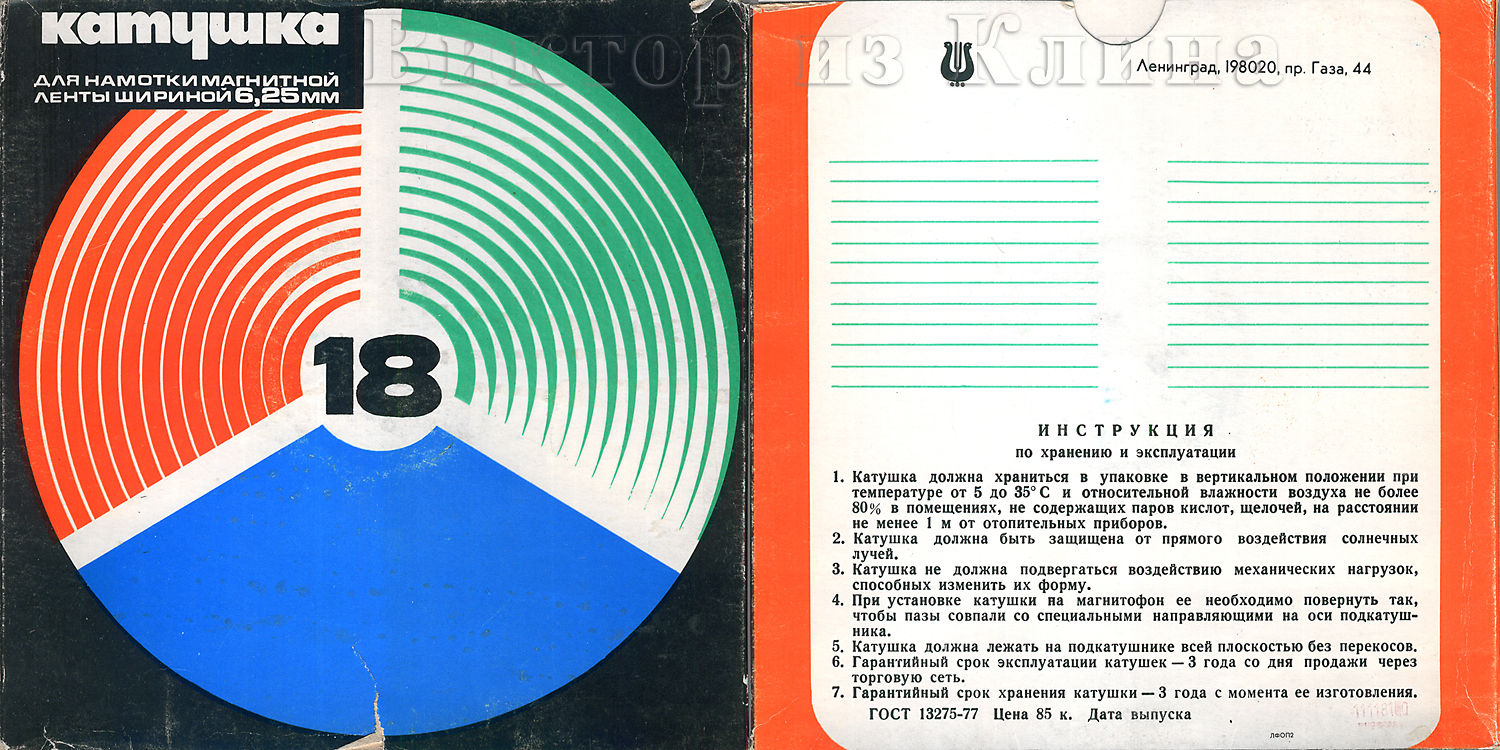 катушка
ДЛЯ НАМОТКИ МАГНИТНОЙ
ЛЕНТЫ ШИРИНОЙ 6,25 ММ
18
Виктор из Клина
Ленинград, 198020, пр. Газа, 44
ИНСТРУКЦИЯ
по хранению и эксплуатации
1. Катушка должна храниться в упаковке в вертикальном положении при
температуре от 5 до 35° С и относительной влажности воздуха не более
80% в помещениях, не содержащих паров кислот, щелочей, на расстоянии
не менее 1 м от отопительных приборов.
2. Катушка должна быть защищена от прямого воздействия солнечных
лучей.
3. Катушка не должна подвергаться воздействию механических нагрузок,
способных изменить их форму.
4. При установке катушки на магнитофон ее необходимо повернуть так,
чтобы пазы совпали со специальными направляющими на оси подкатуш-
ника.
5. Катушка должна лежать на подкатушнике всей плоскостью без перекосов.
6. Гарантийный срок эксплуатации катушек — 3 года со дня продажи через
торговую сеть.
7. Гарантийный срок хранения катушки — 3 года с момента ее изготовления.
ГОСТ 13275-77 Цена 85 к. Дата выпуска
ЛФОП2